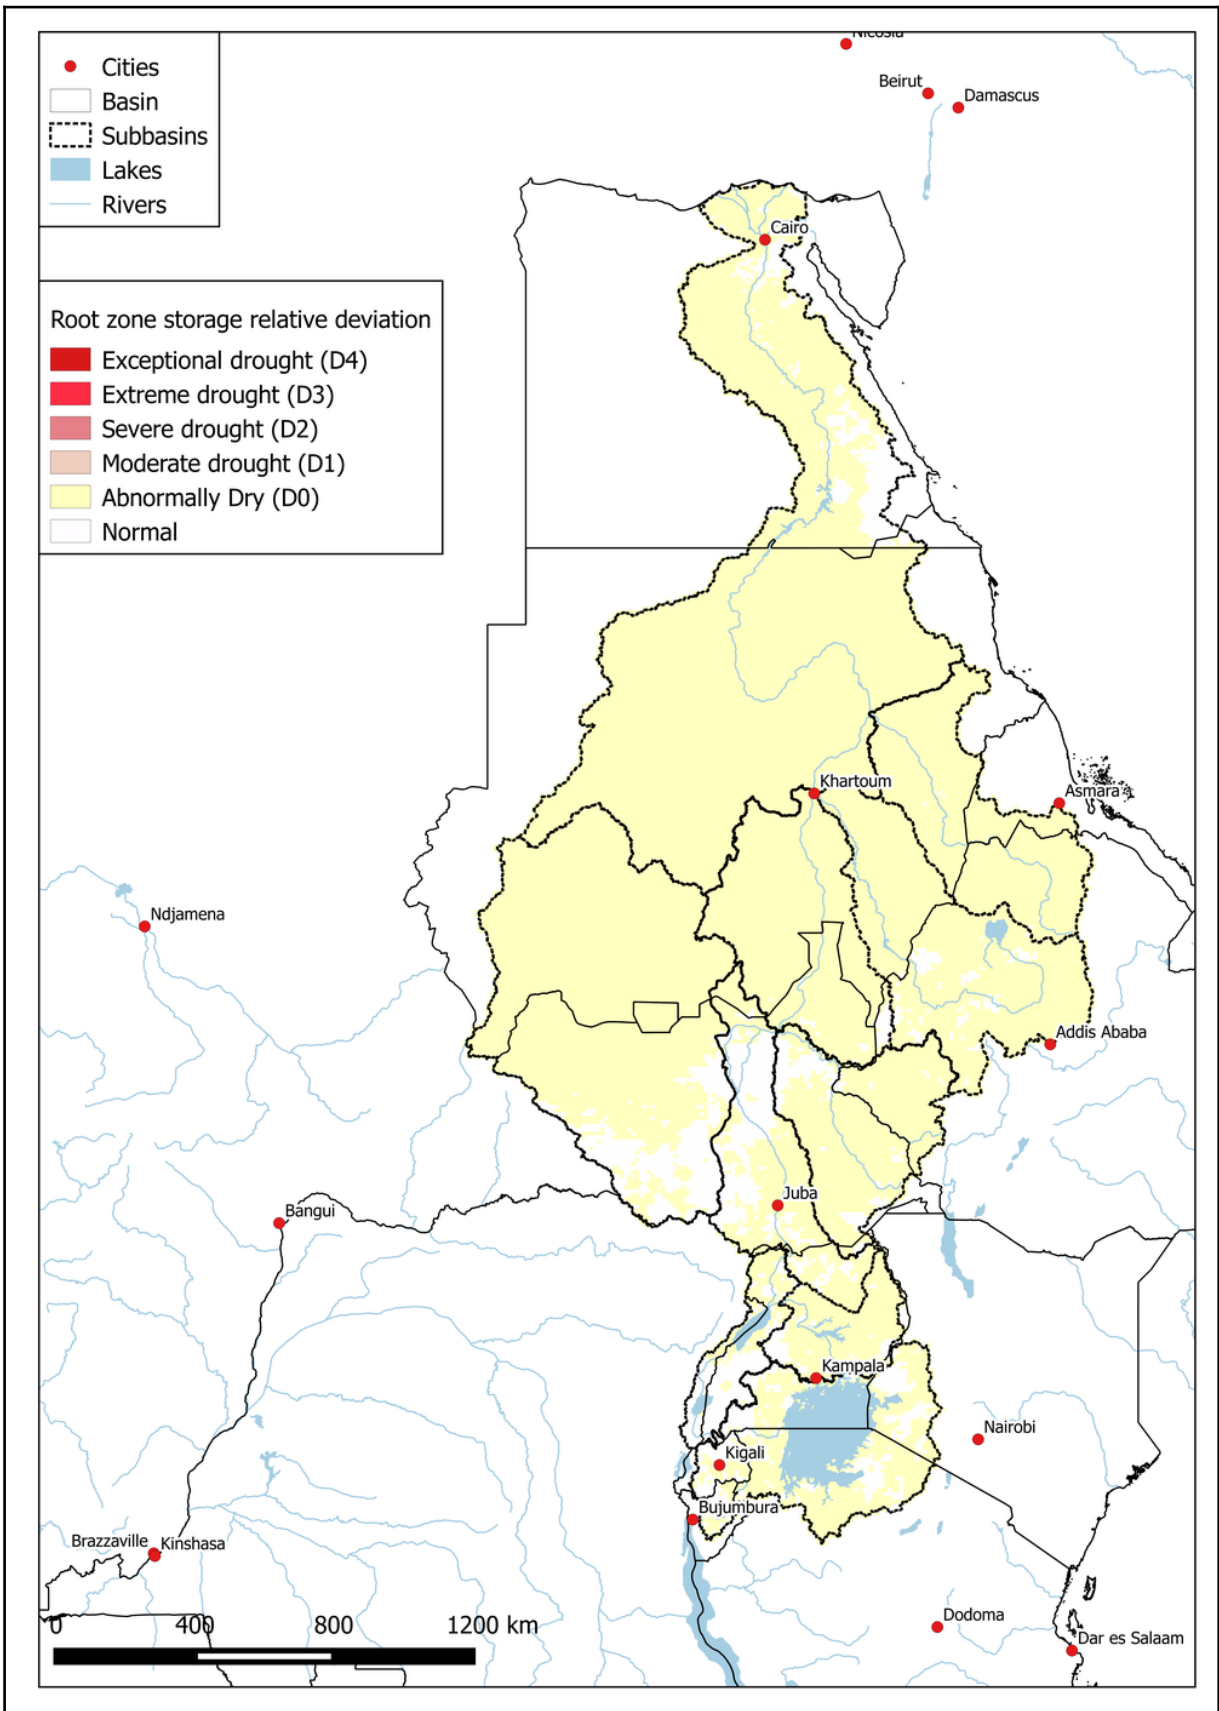 Cities
Basin
Subbasins
Lakes
Rivers
Root zone storage relative deviation
Exceptional drought (D4)
Extreme drought (D3)
Severe drought (D2)
Moderate drought (D1)
Abnormally Dry (D0)
Normal
Nicosia
Beirut
Damascus
Cairo
Khartoum
Asmara
Ndjamena
Addis Ababa
Juba
Bangui
Kampala
Nairobi
Kigali
Bujumbura
Brazzaville
Kinshasa
Dodoma
Dar es Salaam
0 400 800 1200 km